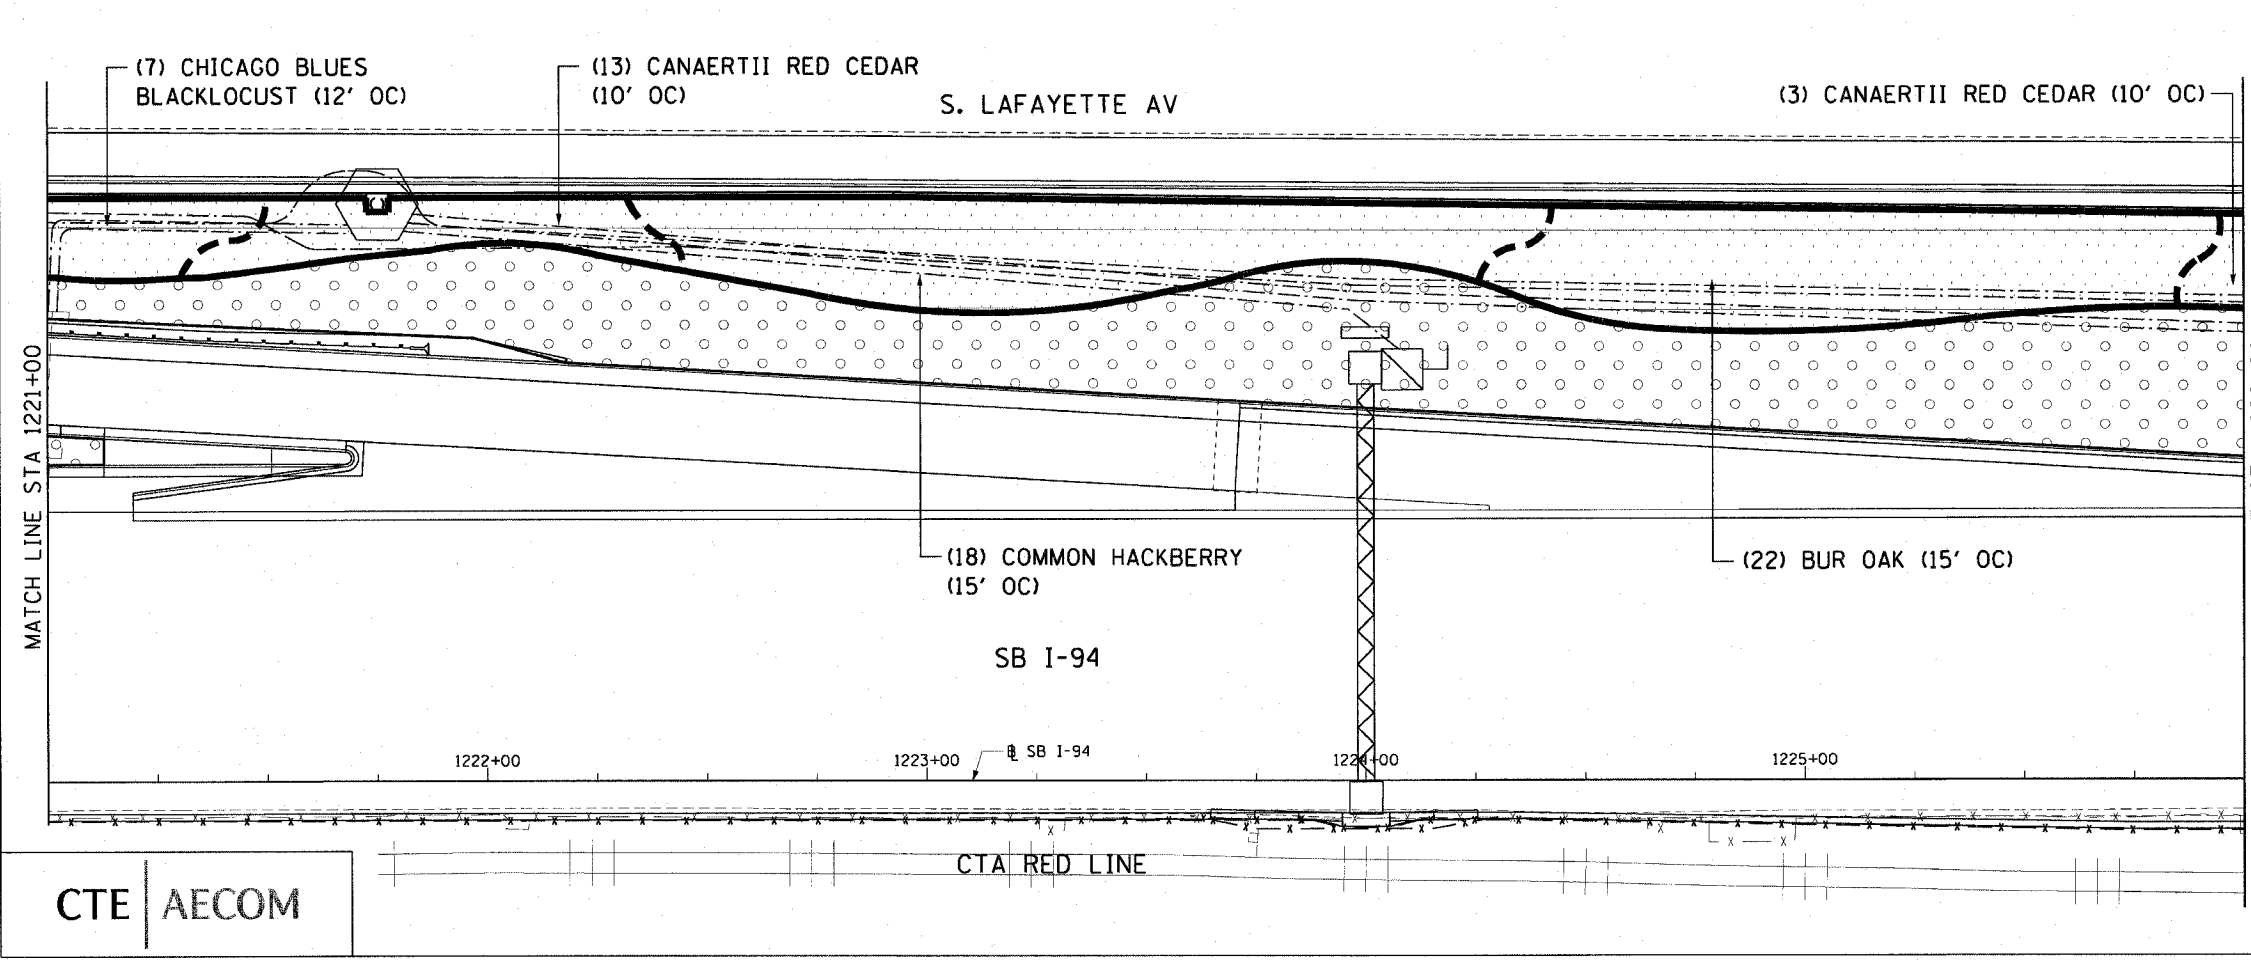 (7) CHICAGO BLUES
BLACKLOCUST (12' OC)
(13) CANAERTII RED CEDAR
(10' OC)
S. LAFAYETTE AV
(3) CANAERTII RED CEDAR (10' OC)
MATCH LINE STA 1221+00
(18) COMMON HACKBERRY
(15' OC)
(22) BUR OAK (15' OC)
SB I-94
1222+00
1223+00
SB I-94
1224+00
1225+00
CTA RED LINE
CTE AECOM